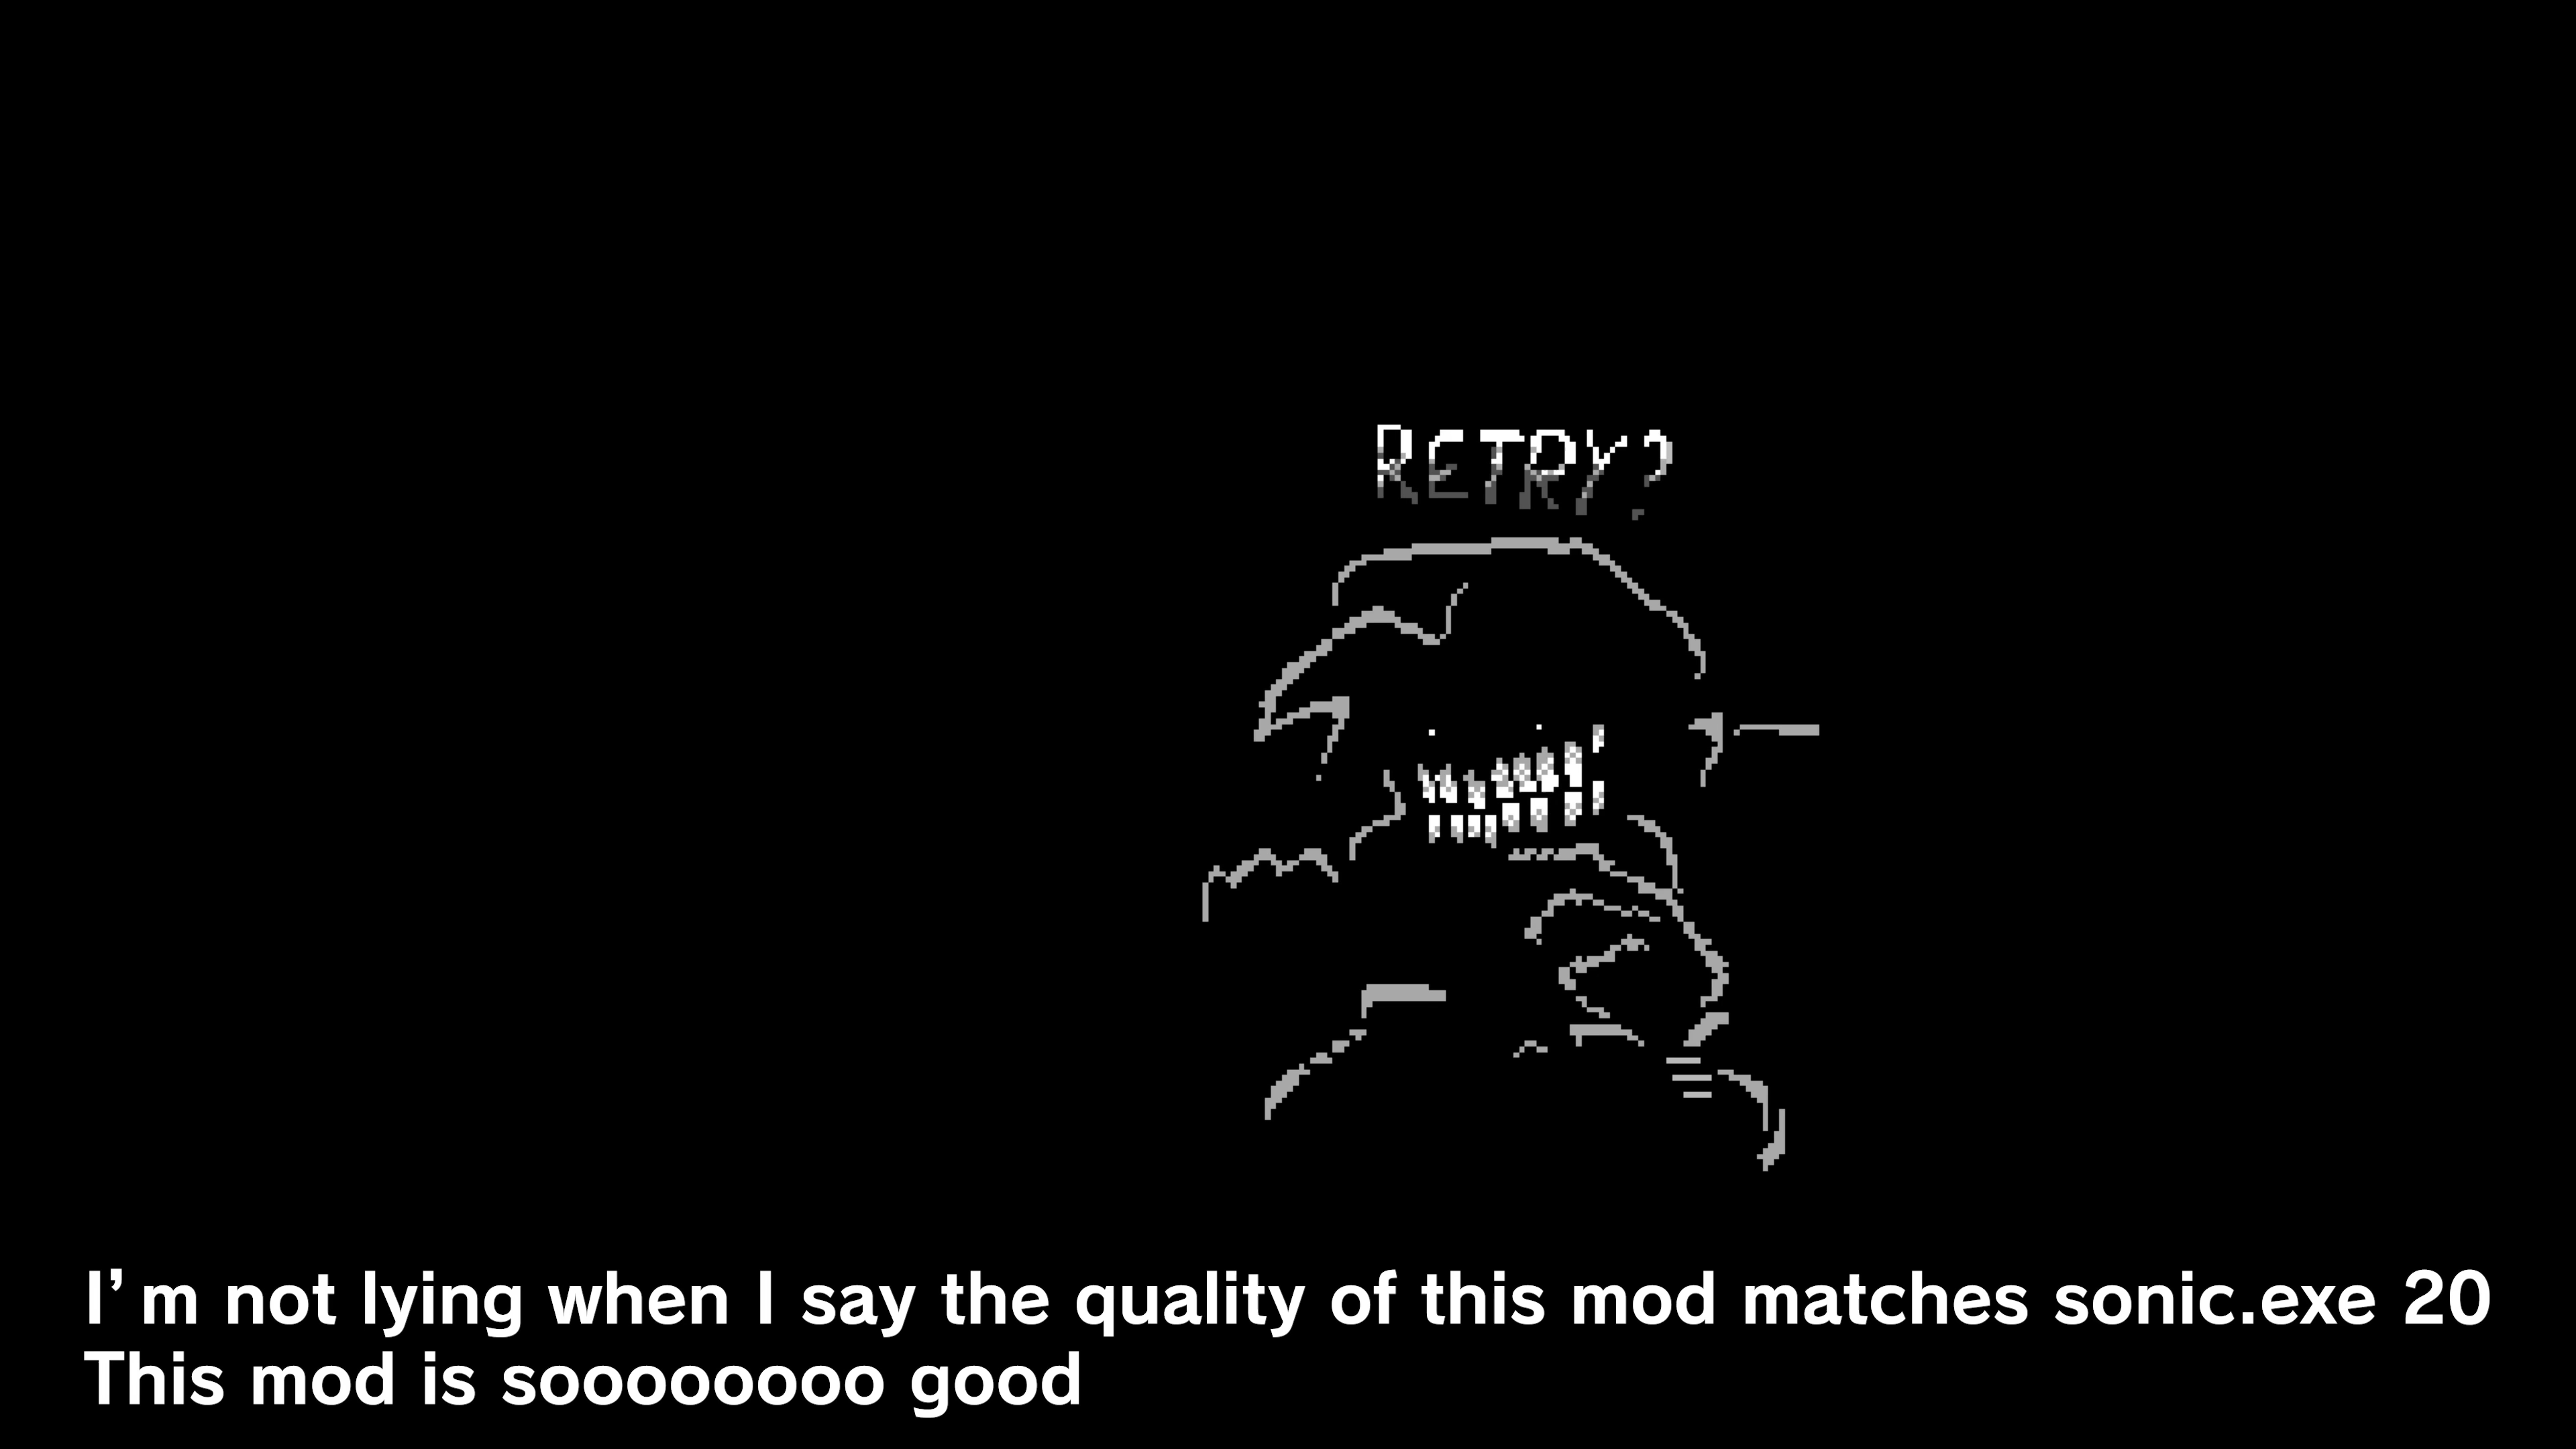 RETRY?
I'm not lying when I say the quality of this mod matches sonic.exe 20
This mod is soooooooo good